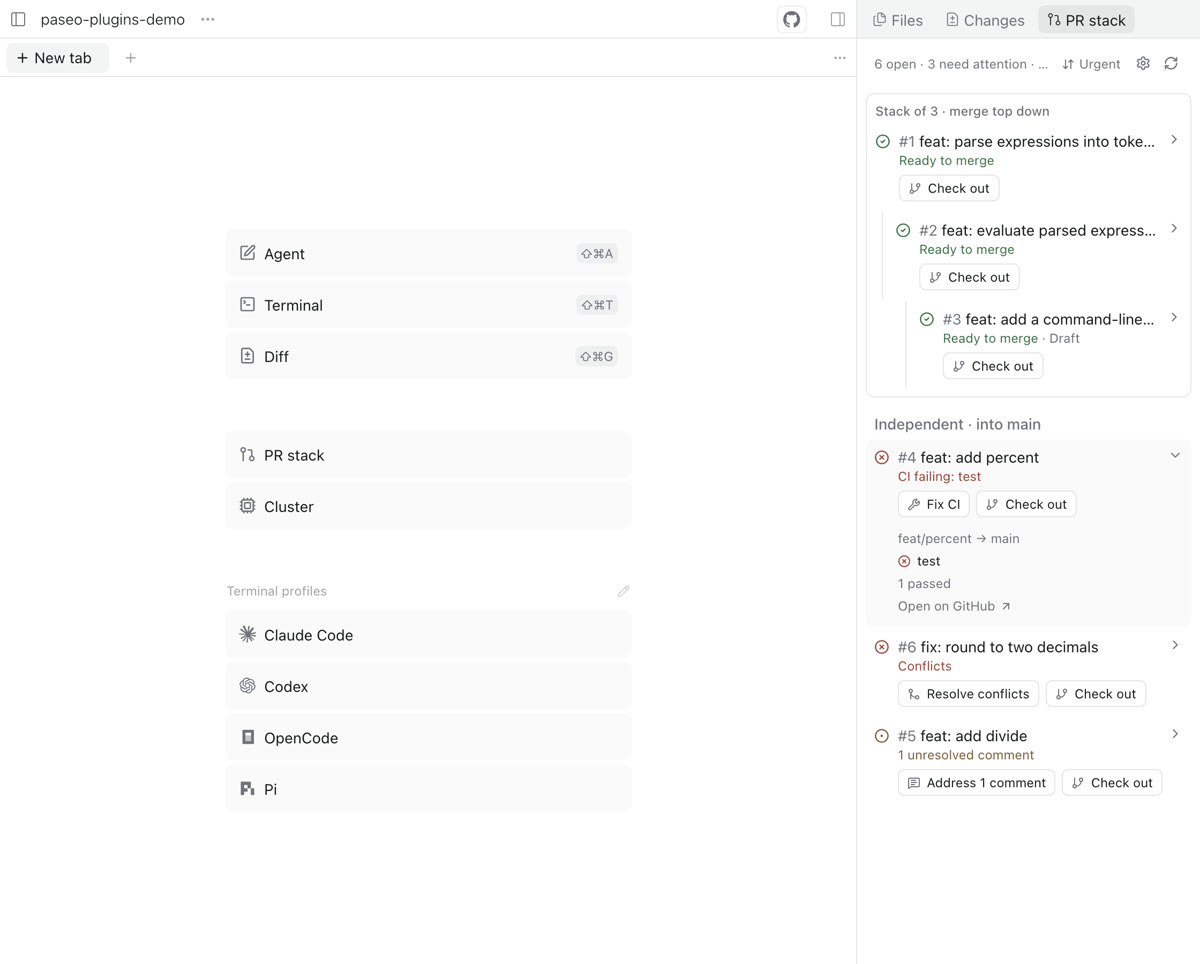 paseo-plugins-demo ···
Files Changes PR stack
+ New tab +
6 open · 3 need attention · ... Urgent
Stack of 3 · merge top down
#1 feat: parse expressions into toke...
Ready to merge
Check out
#2 feat: evaluate parsed express...
Ready to merge
Check out
#3 feat: add a command-line...
Ready to merge · Draft
Check out
Independent · into main
#4 feat: add percent
CI failing: test
Fix CI Check out
feat/percent → main
test
1 passed
Open on GitHub ↗
#6 fix: round to two decimals
Conflicts
Resolve conflicts Check out
#5 feat: add divide
1 unresolved comment
Address 1 comment Check out
Agent ⇧⌘A
Terminal ⇧⌘T
Diff ⇧⌘G
PR stack
Cluster
Terminal profiles
Claude Code
Codex
OpenCode
Pi